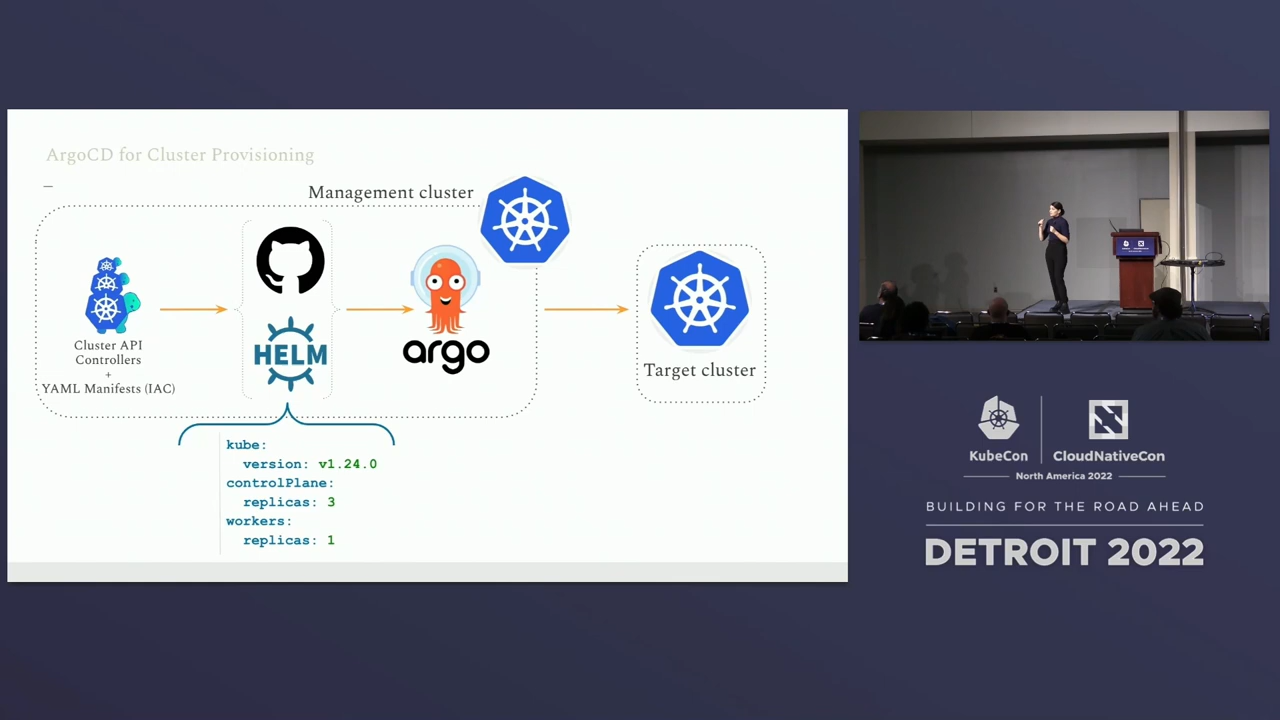 ArgoCD for Cluster Provisioning
Management cluster
Cluster API
Controllers
+
YAML Manifests (IAC)
HELM
argo
Target cluster
kube:
version: v1.24.0
controlPlane:
replicas: 3
workers:
replicas: 1
KubeCon
CloudNativeCon
North America 2022
BUILDING FOR THE ROAD AHEAD
DETROIT 2022